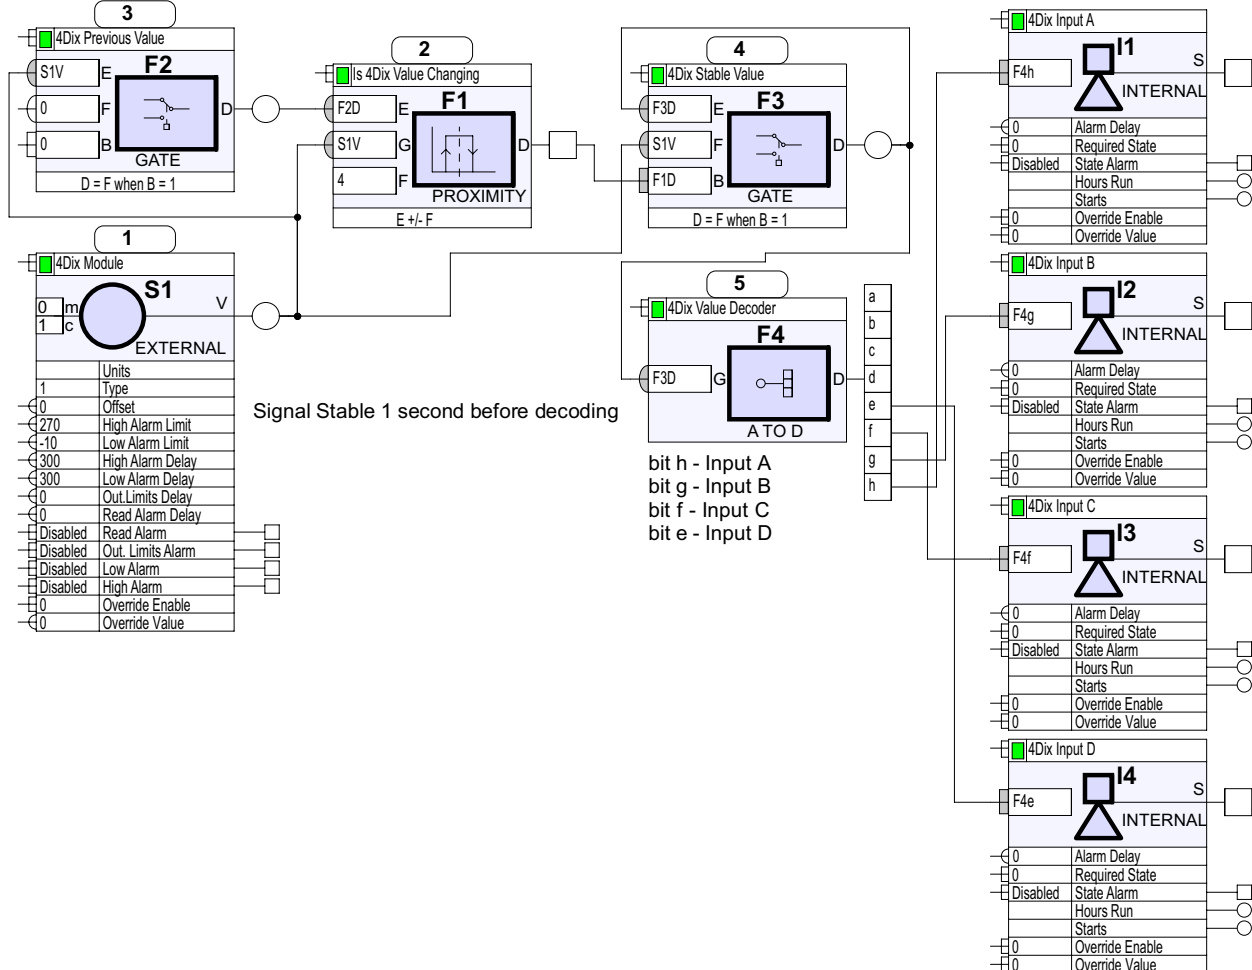 3
4Dix Previous Value
S1V E F2
0 F D
0 B
GATE
D = F when B = 1
2
Is 4Dix Value Changing
F2D E F1
S1V G D
4 F
PROXIMITY
E +/- F
4
4Dix Stable Value
F3D E F3
S1V F D
F1D B
GATE
D = F when B = 1
1
4Dix Module
S1
0 m V
1 c
EXTERNAL
Units
1 Type
0 Offset
270 High Alarm Limit
-10 Low Alarm Limit
300 High Alarm Delay
300 Low Alarm Delay
0 Out.Limits Delay
0 Read Alarm Delay
Disabled Read Alarm
Disabled Out. Limits Alarm
Disabled Low Alarm
Disabled High Alarm
0 Override Enable
0 Override Value
Signal Stable 1 second before decoding
5
4Dix Value Decoder
F4
F3D G D
A TO D
a
b
c
d
e
f
g
h
bit h - Input A
bit g - Input B
bit f - Input C
bit e - Input D
4Dix Input A
I1
F4h S
INTERNAL
0 Alarm Delay
0 Required State
Disabled State Alarm
Hours Run
Starts
0 Override Enable
0 Override Value
4Dix Input B
I2
F4g S
INTERNAL
0 Alarm Delay
0 Required State
Disabled State Alarm
Hours Run
Starts
0 Override Enable
0 Override Value
4Dix Input C
I3
F4f S
INTERNAL
0 Alarm Delay
0 Required State
Disabled State Alarm
Hours Run
Starts
0 Override Enable
0 Override Value
4Dix Input D
I4
F4e S
INTERNAL
0 Alarm Delay
0 Required State
Disabled State Alarm
Hours Run
Starts
0 Override Enable
0 Override Value